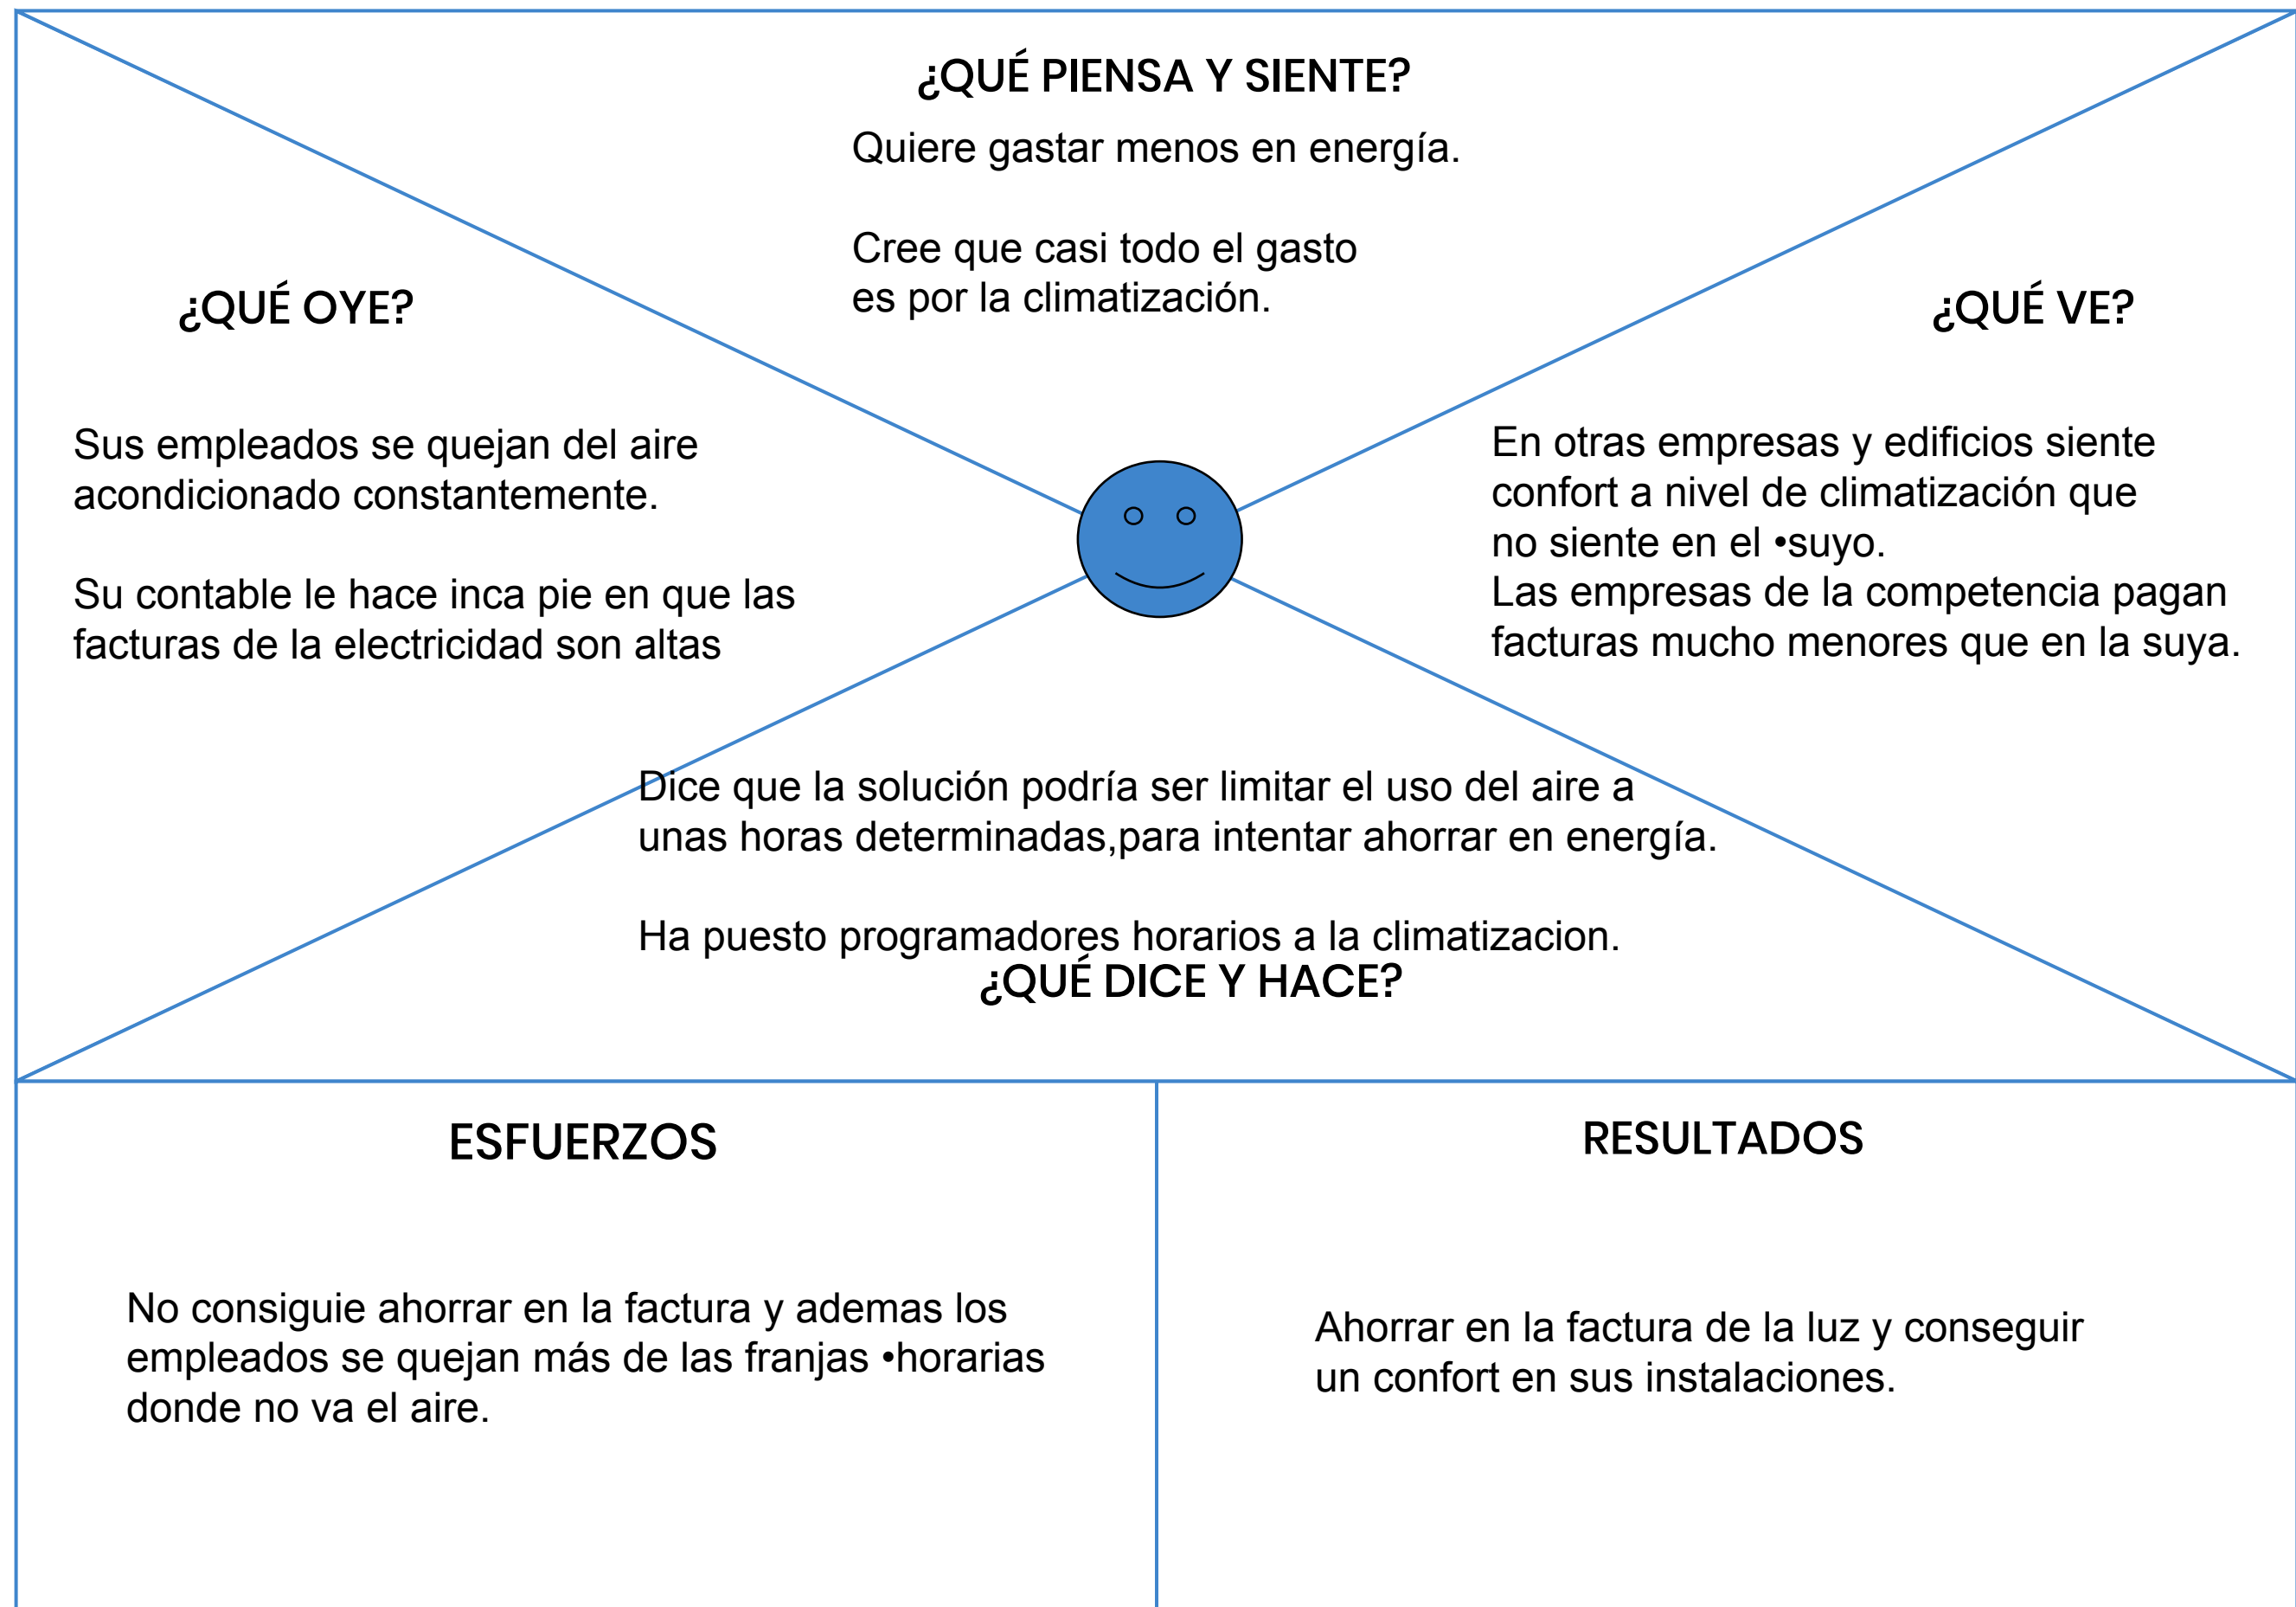 ¿QUÉ PIENSA Y SIENTE?
Quiere gastar menos en energía.
Cree que casi todo el gasto
es por la climatización.
¿QUÉ OYE?
Sus empleados se quejan del aire
acondicionado constantemente.
Su contable le hace inca pie en que las
facturas de la electricidad son altas
¿QUÉ VE?
En otras empresas y edificios siente
confort a nivel de climatización que
no siente en el •suyo.
Las empresas de la competencia pagan
facturas mucho menores que en la suya.
Dice que la solución podría ser limitar el uso del aire a
unas horas determinadas,para intentar ahorrar en energía.
Ha puesto programadores horarios a la climatizacion.
¿QUÉ DICE Y HACE?
ESFUERZOS
No consiguie ahorrar en la factura y ademas los
empleados se quejan más de las franjas •horarias
donde no va el aire.
RESULTADOS
Ahorrar en la factura de la luz y conseguir
un confort en sus instalaciones.